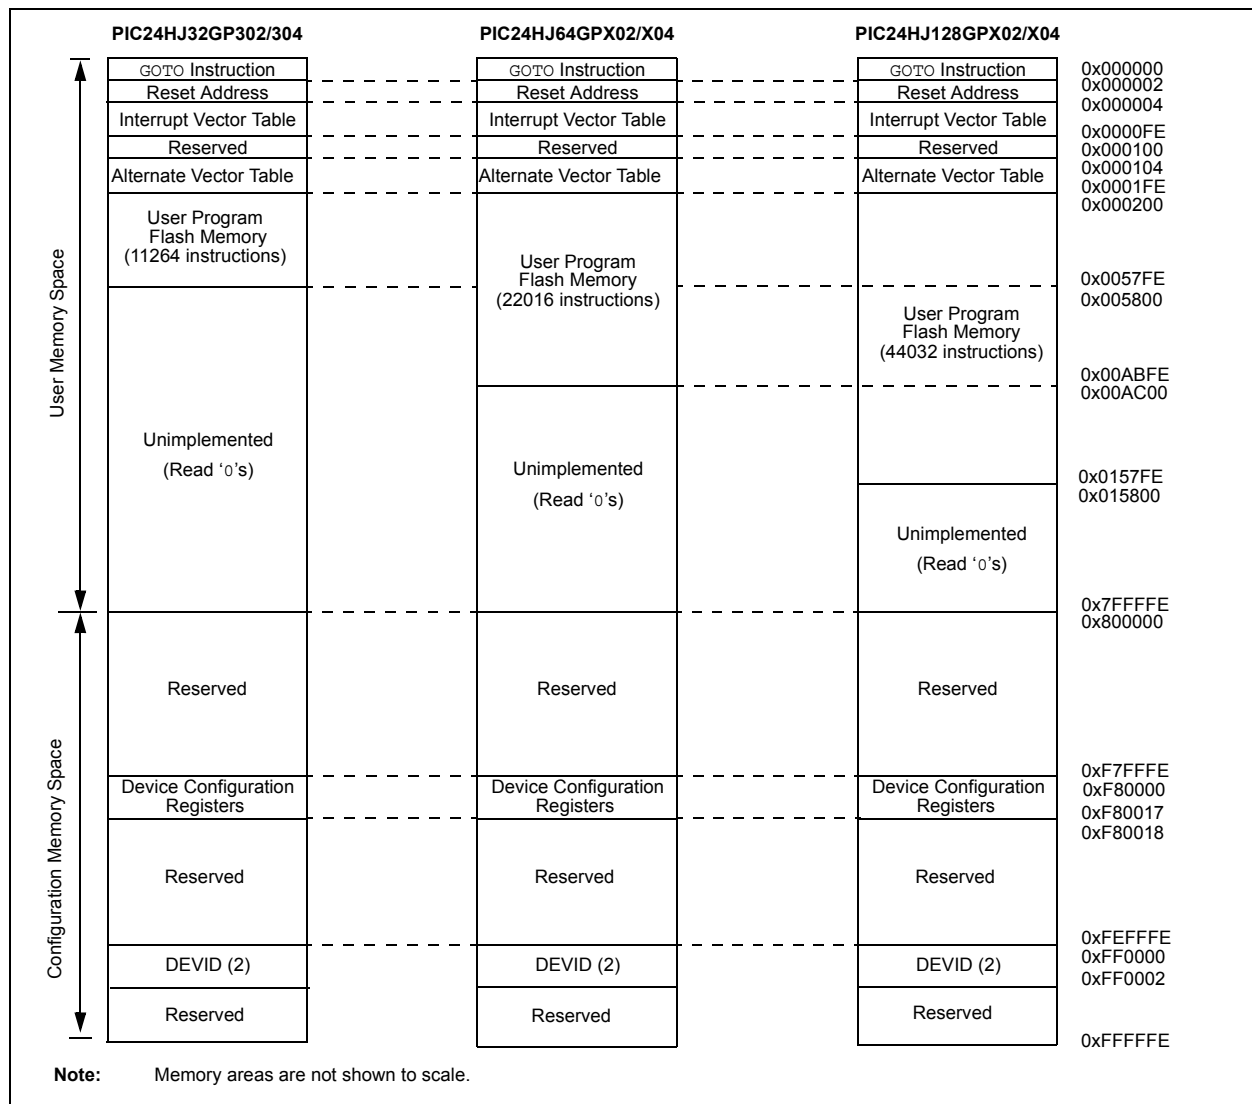 PIC24HJ32GP302/304
PIC24HJ64GPX02/X04
PIC24HJ128GPX02/X04
GOTO Instruction
GOTO Instruction
GOTO Instruction
0x000000
Reset Address
Reset Address
Reset Address
0x000002
0x000004
Interrupt Vector Table
Interrupt Vector Table
Interrupt Vector Table
0x0000FE
Reserved
Reserved
Reserved
0x000100
0x000104
Alternate Vector Table
Alternate Vector Table
Alternate Vector Table
0x0001FE
0x000200
User Program
Flash Memory
(11264 instructions)
User Program
Flash Memory
(22016 instructions)
0x0057FE
0x005800
User Program
Flash Memory
(44032 instructions)
User Memory Space
0x00ABFE
0x00AC00
Unimplemented
(Read ‘0’s)
Unimplemented
(Read ‘0’s)
0x0157FE
0x015800
Unimplemented
(Read ‘0’s)
0x7FFFFE
0x800000
Reserved
Reserved
Reserved
Configuration Memory Space
0xF7FFFE
Device Configuration
Registers
Device Configuration
Registers
Device Configuration
Registers
0xF80000
0xF80017
0xF80018
Reserved
Reserved
Reserved
0xFEFFFE
DEVID (2)
DEVID (2)
DEVID (2)
0xFF0000
0xFF0002
Reserved
Reserved
Reserved
0xFFFFFE
Note: Memory areas are not shown to scale.